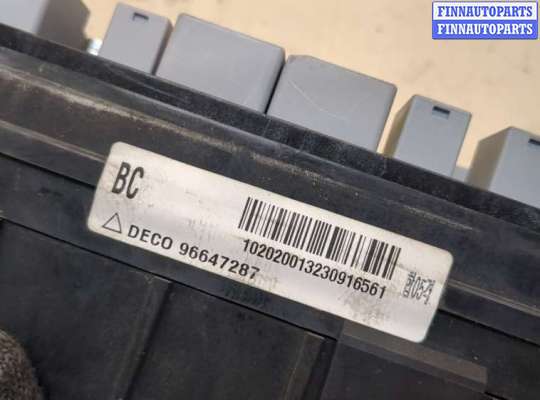 FINNAUTOPARTS
FINNAUTOPARTS
BC
DECO 96647287
102020013230916561